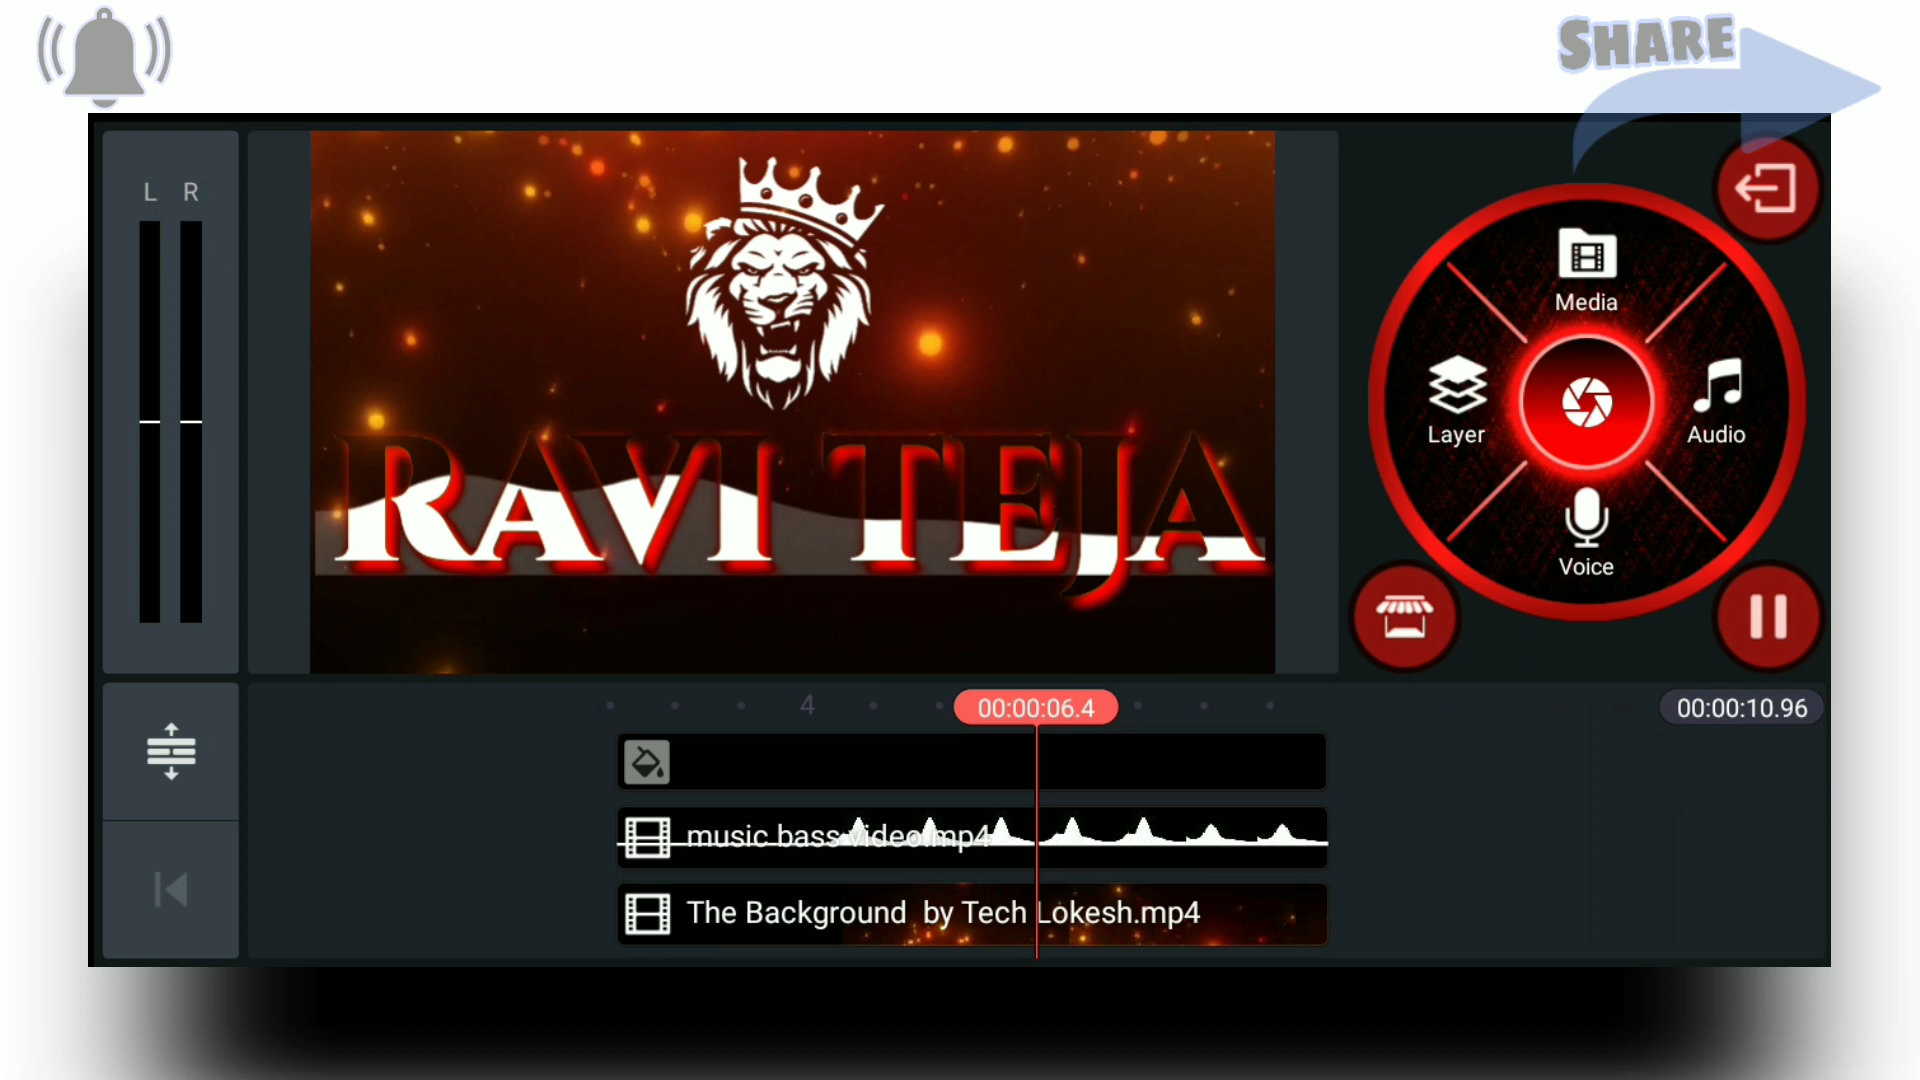 SHARE
L R
RAVI TEJA
Media
Layer
Audio
Voice
4
00:00:06.4
00:00:10.96
music bass video.mp4
The Background by Tech Lokesh.mp4